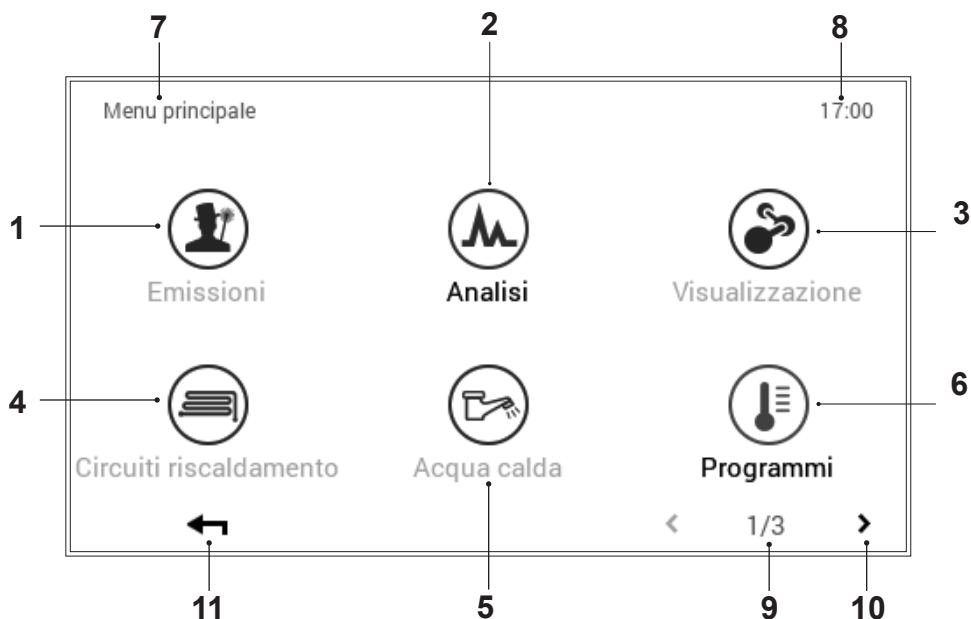 7 2 8
Menu principale 17:00
1 3
Emissioni Analisi Visualizzazione
4 6
Circuiti riscaldamento Acqua calda Programmi
< 1/3 >
11 5 9 10